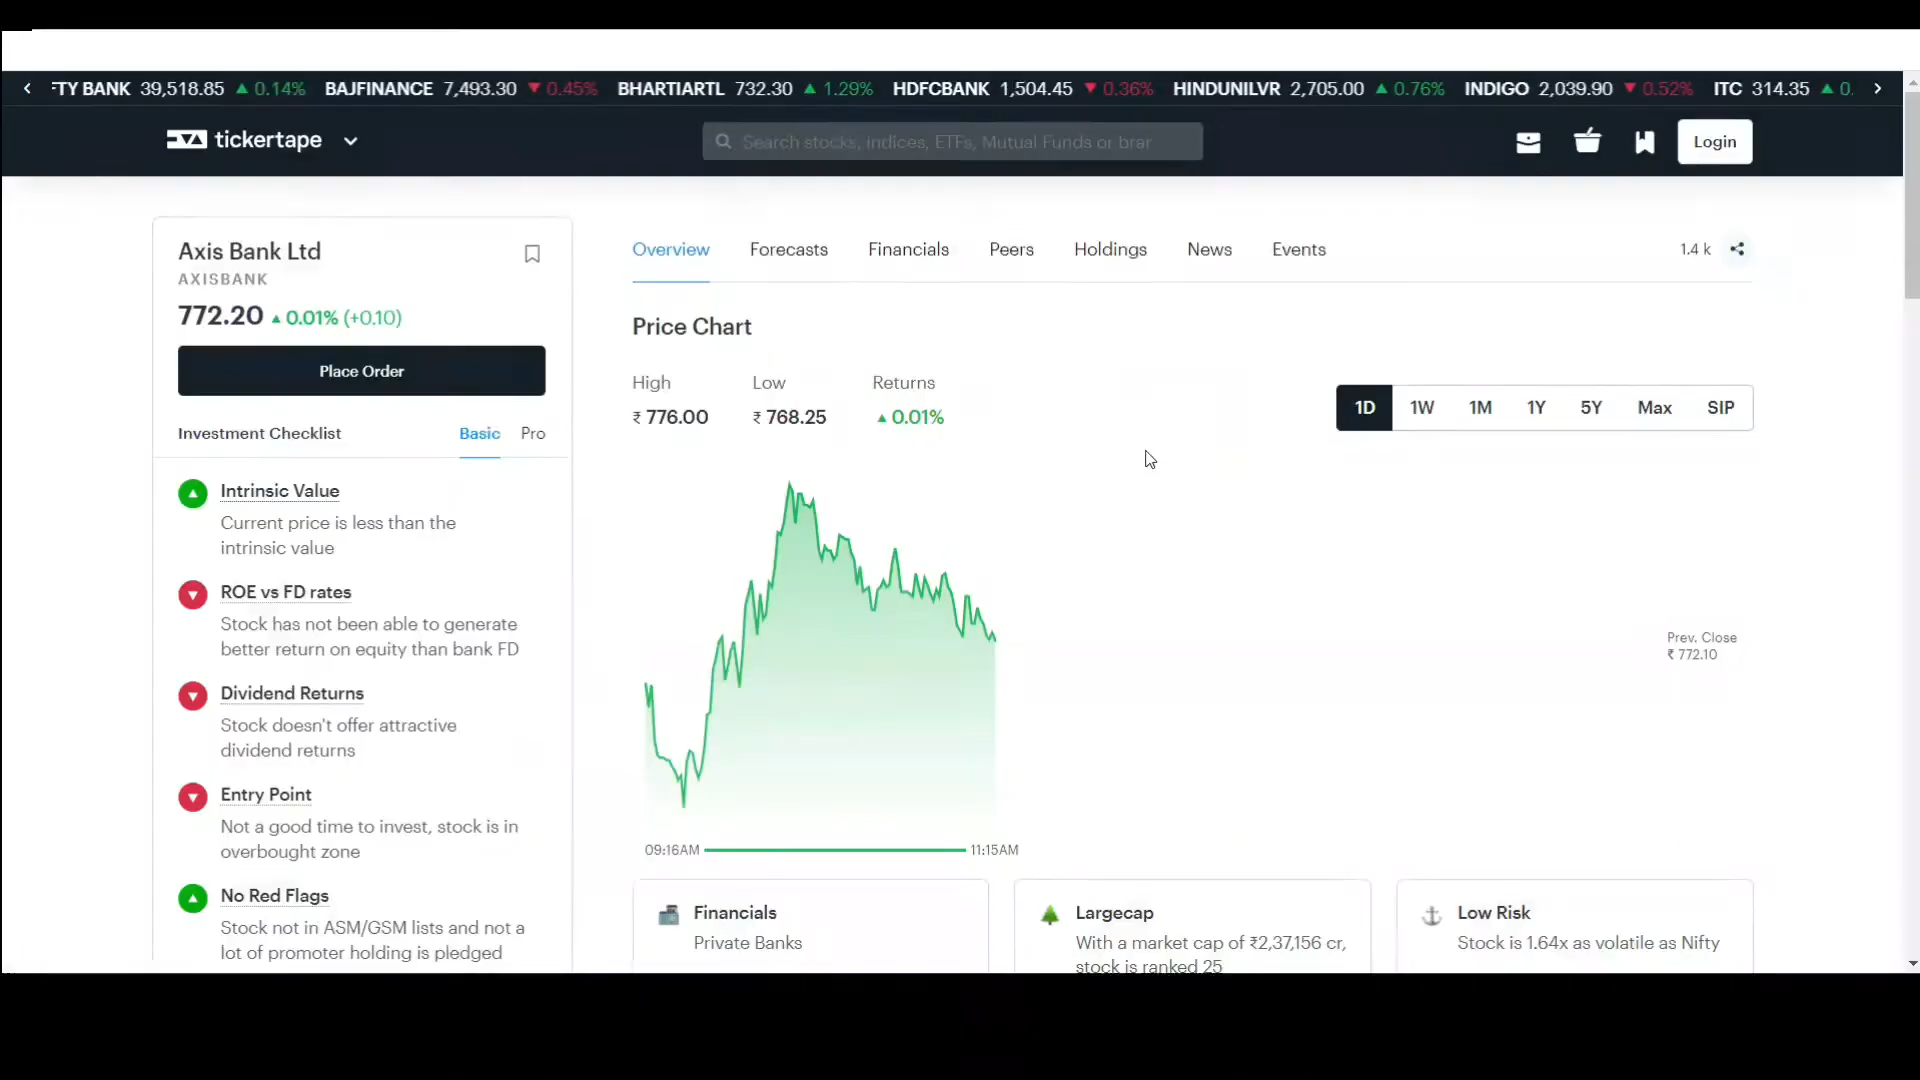 FTY BANK 39,518.85 ▲ 0.14% BAJFINANCE 7,493.30 ▼ 0.45% BHARTIARTL 732.30 ▲ 1.29% HDFCBANK 1,504.45 ▼ 0.36% HINDUNILVR 2,705.00 ▲ 0.76% INDIGO 2,039.90 ▼ 0.52% ITC 314.35 ▲ 0.
tickertape
Search stocks, indices, ETFs, Mutual Funds or brar
Login
Axis Bank Ltd
AXISBANK
772.20 ▲ 0.01% (+0.10)
Place Order
Investment Checklist Basic Pro
Intrinsic Value
Current price is less than the
intrinsic value
ROE vs FD rates
Stock has not been able to generate
better return on equity than bank FD
Dividend Returns
Stock doesn't offer attractive
dividend returns
Entry Point
Not a good time to invest, stock is in
overbought zone
No Red Flags
Stock not in ASM/GSM lists and not a
lot of promoter holding is pledged
Overview Forecasts Financials Peers Holdings News Events 1.4 k
Price Chart
High Low Returns
₹ 776.00 ₹ 768.25 ▲ 0.01%
1D 1W 1M 1Y 5Y Max SIP
Prev. Close
₹ 772.10
09:16AM 11:15AM
Financials
Private Banks
Largecap
With a market cap of ₹2,37,156 cr,
stock is ranked 25
Low Risk
Stock is 1.64x as volatile as Nifty